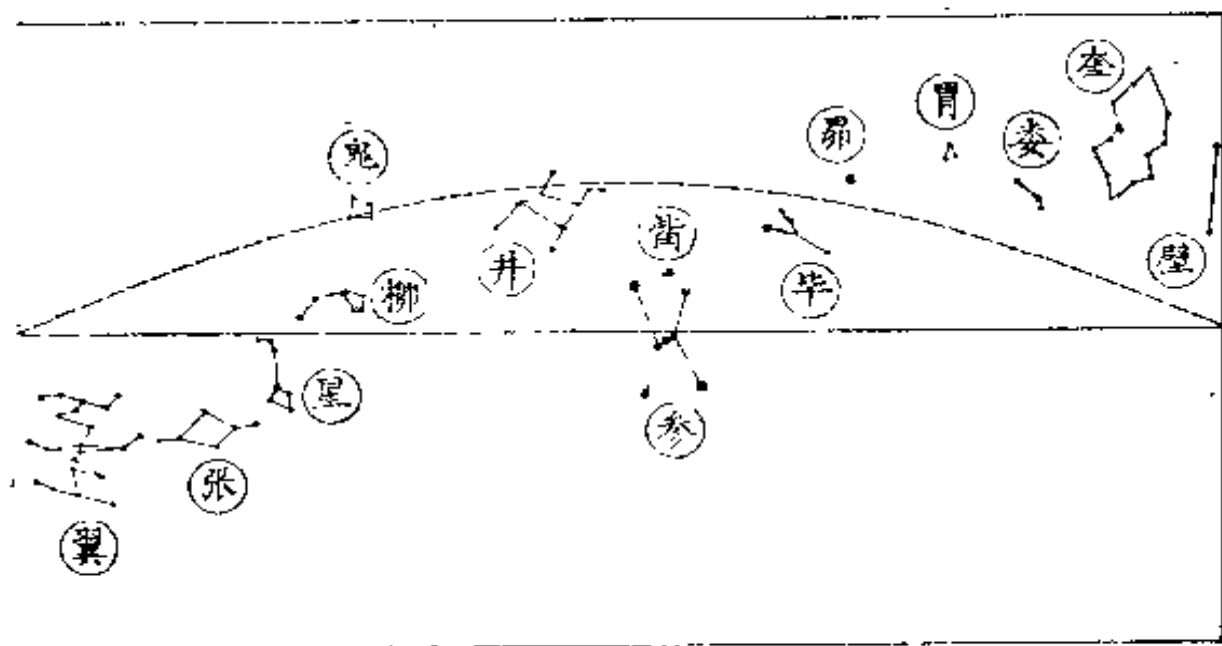 奎
胃
昴
娄
鬼
觜
壁
井
毕
柳
星
参
张
翼